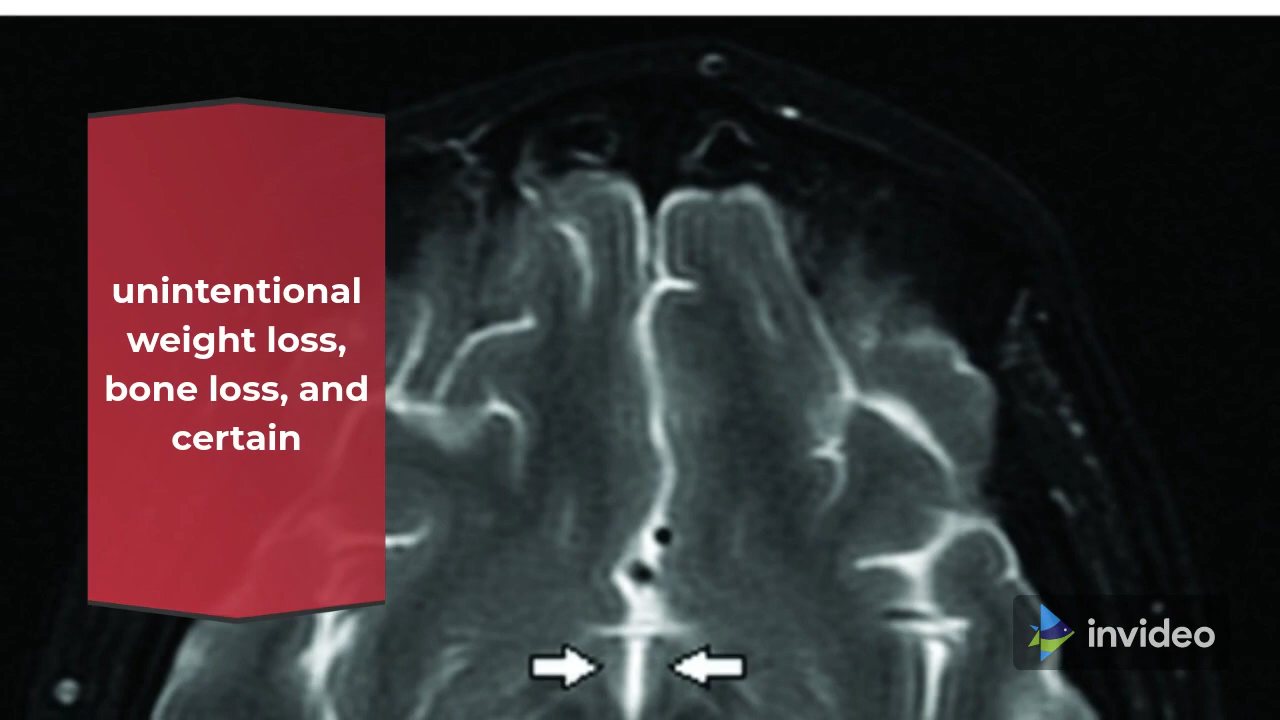 unintentional
weight loss,
bone loss, and
certain
invideo